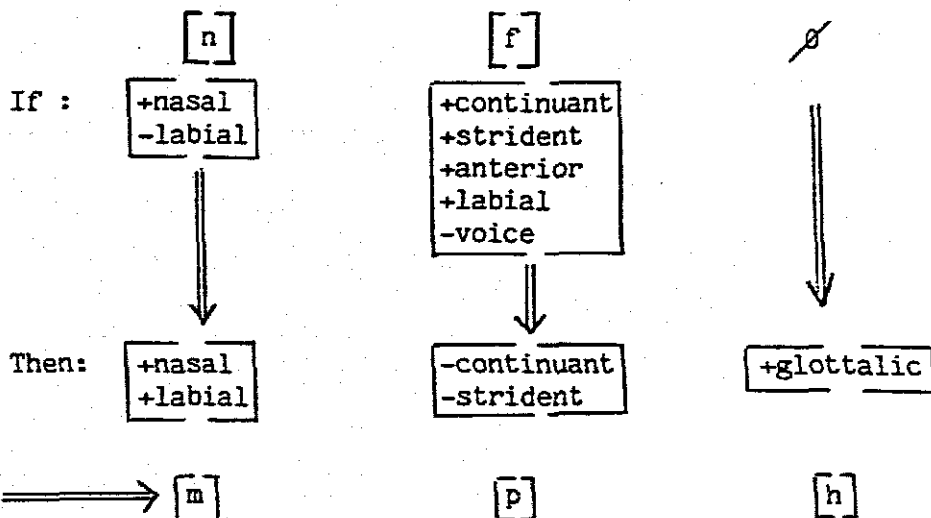 [n] [f] ø
If : +nasal +continuant
-labial +strident
+anterior
+labial
-voice
Then: +nasal -continuant +glottalic
+labial -strident
[m] [p] [h]